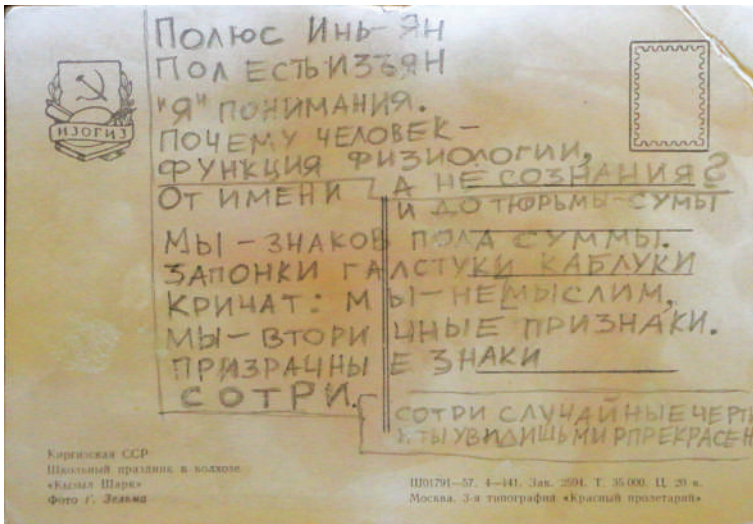 Полюс Инь-Ян
Пол есть изъян
"Я" понимания.
Почему человек -
функция физиологии,
а не сознания?
От имени и до тюрьмы-сумы
Мы - знаков пола суммы.
Запонки галстуки каблуки
кричат: мы-немыслим,
мы-вторичные признаки.
призрачные знаки
сотри.
сотри случайные черты
и ты увидишь мир прекрасен
ИЗОГИЗ
Киргизская ССР
Школьный праздник в колхозе
«Кызыл Шарк»
Фото Г. Зельма
Ш01791—57. 4—141. Зак. 2594. Т. 35 000. Ц. 20 к.
Москва. 3-я типография «Красный пролетарий»